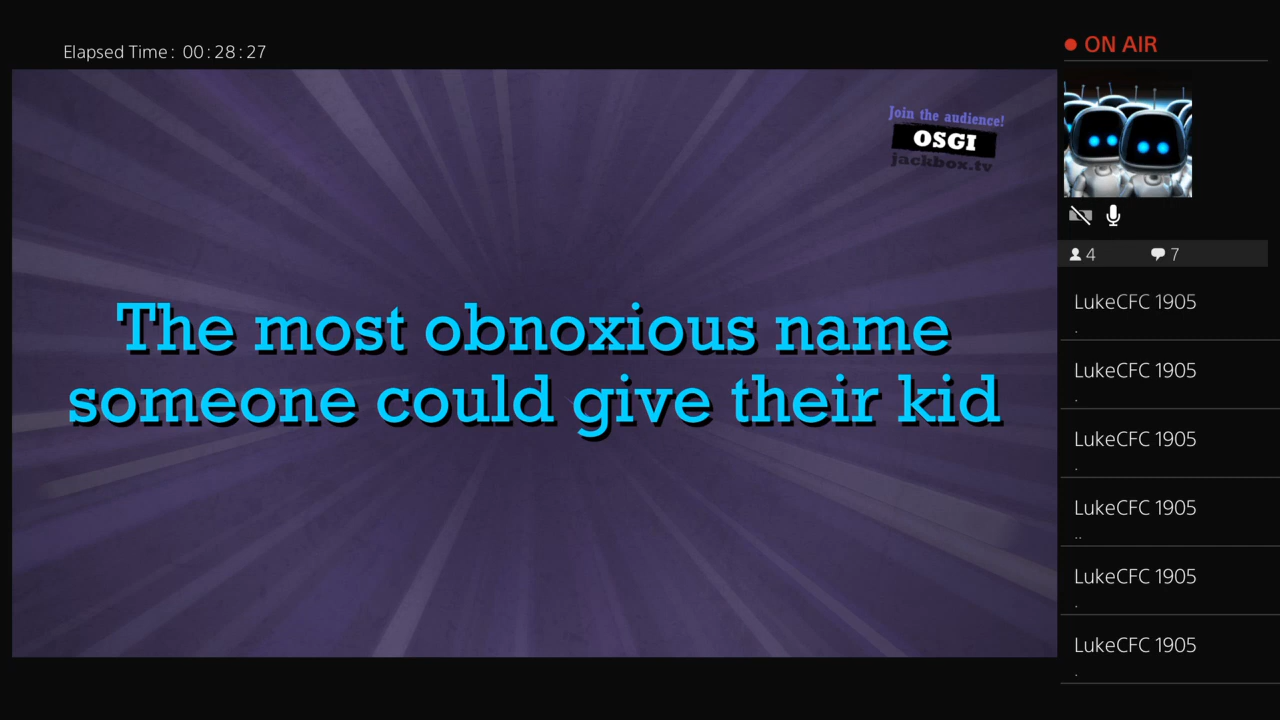 Elapsed Time: 00:28:27
ON AIR
Join the audience!
OSGI
jackbox.tv
The most obnoxious name
someone could give their kid
4 7
LukeCFC 1905
.
LukeCFC 1905
.
LukeCFC 1905
.
LukeCFC 1905
..
LukeCFC 1905
.
LukeCFC 1905
.